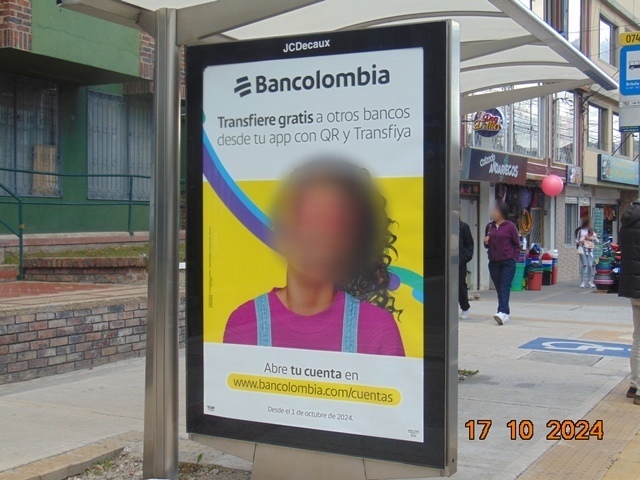 JCDecaux
Bancolombia
Transfiere gratis a otros bancos
desde tu app con QR y Transfiya
Abre tu cuenta en
www.bancolombia.com/cuentas
Desde el 1 de octubre de 2024.
074
17 10 2024